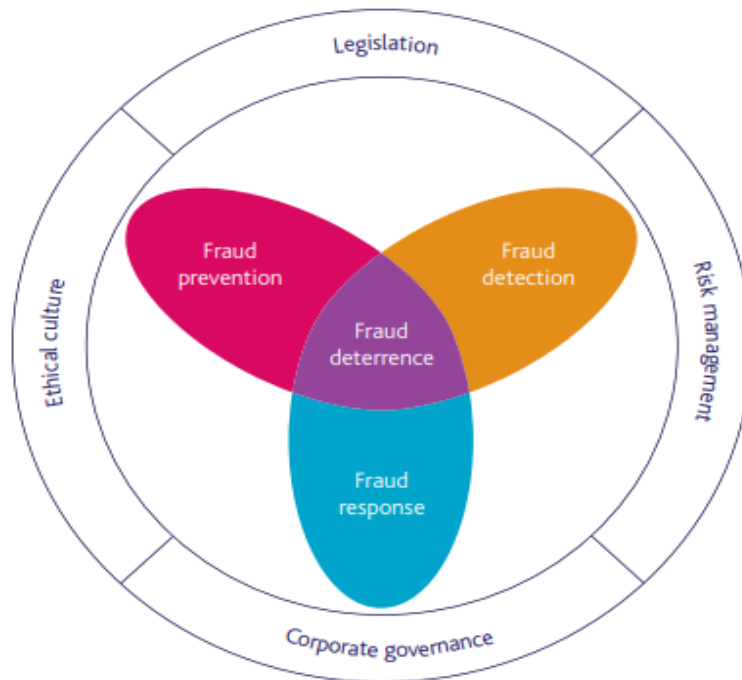 Legislation
Fraud
prevention
Fraud
detection
Ethical culture
Fraud
deterrence
Risk management
Fraud
response
Corporate governance